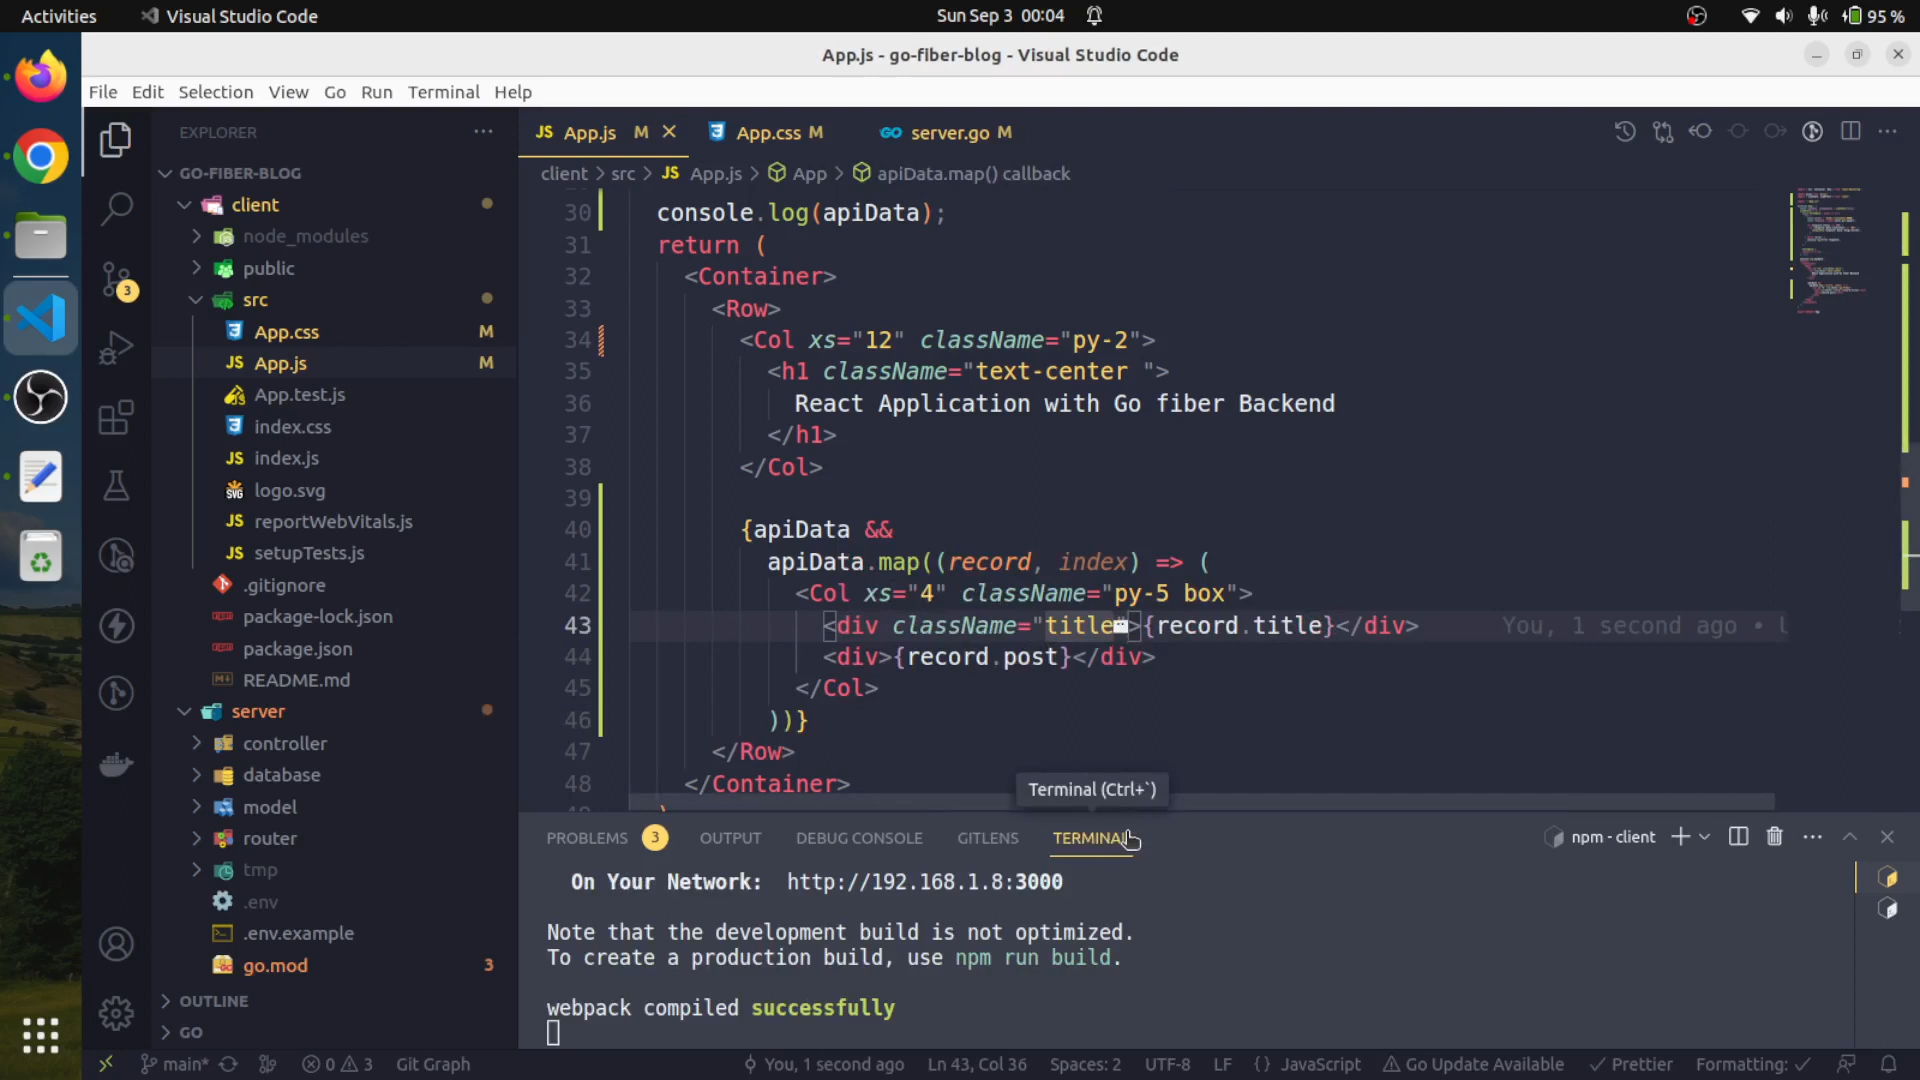 Activities
Visual Studio Code
Sun Sep 3 00:04
95 %
App.js - go-fiber-blog - Visual Studio Code
File Edit Selection View Go Run Terminal Help
EXPLORER
GO-FIBER-BLOG
client
node_modules
public
src
App.css M
App.js M
App.test.js
index.css
index.js
logo.svg
reportWebVitals.js
setupTests.js
.gitignore
package-lock.json
package.json
README.md
server
controller
database
model
router
tmp
.env
.env.example
go.mod 3
OUTLINE
GO
3
JS App.js M
App.css M
server.go M
client > src > JS App.js > App > apiData.map() callback
30 console.log(apiData);
31 return (
32 <Container>
33 <Row>
34 <Col xs="12" className="py-2">
35 <h1 className="text-center ">
36 React Application with Go fiber Backend
37 </h1>
38 </Col>
39
40 {apiData &&
41 apiData.map((record, index) => (
42 <Col xs="4" className="py-5 box">
43 <div className="title">{record.title}</div> You, 1 second ago •
44 <div>{record.post}</div>
45 </Col>
46 ))}
47 </Row>
48 </Container>
Terminal (Ctrl+`)
PROBLEMS 3 OUTPUT DEBUG CONSOLE GITLENS TERMINAL
npm - client
On Your Network: http://192.168.1.8:3000
Note that the development build is not optimized.
To create a production build, use npm run build.
webpack compiled successfully
main* 0 3 Git Graph You, 1 second ago Ln 43, Col 36 Spaces: 2 UTF-8 LF {} JavaScript Go Update Available Prettier Formatting: